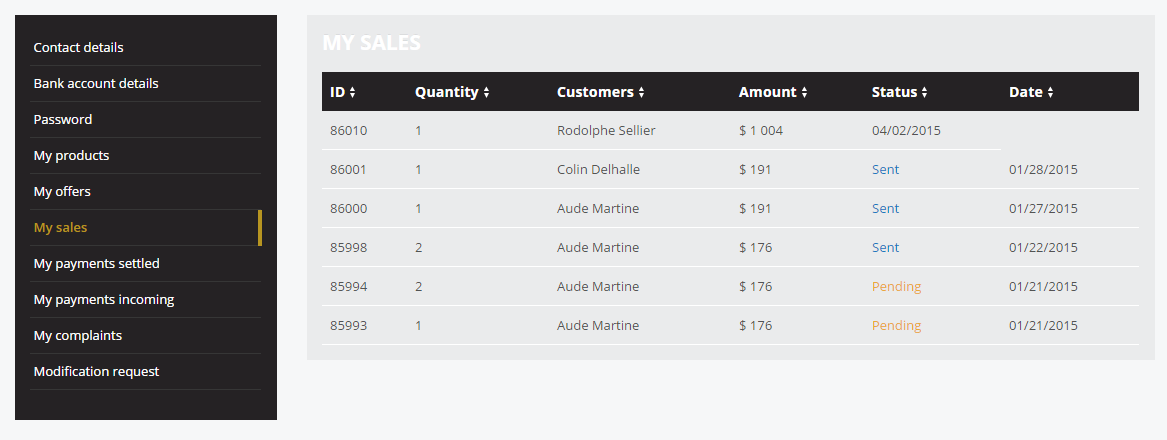 Contact details
Bank account details
Password
My products
My offers
My sales
My payments settled
My payments incoming
My complaints
Modification request
MY SALES
ID Quantity Customers Amount Status Date
86010 1 Rodolphe Sellier $ 1 004 04/02/2015
86001 1 Colin Delhalle $ 191 Sent 01/28/2015
86000 1 Aude Martine $ 191 Sent 01/27/2015
85998 2 Aude Martine $ 176 Sent 01/22/2015
85994 2 Aude Martine $ 176 Pending 01/21/2015
85993 1 Aude Martine $ 176 Pending 01/21/2015